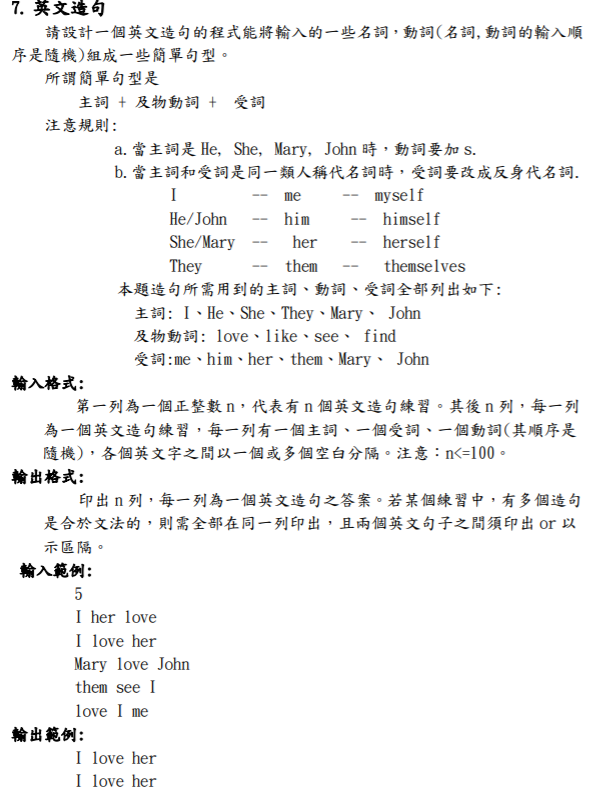 7. 英文造句
請設計一個英文造句的程式能將輸入的一些名詞，動詞(名詞,動詞的輸入順
序是隨機)組成一些簡單句型。
所謂簡單句型是
主詞 + 及物動詞 + 受詞
注意規則:
a.當主詞是 He, She, Mary, John 時，動詞要加 s.
b.當主詞和受詞是同一類人稱代名詞時，受詞要改成反身代名詞.
I -- me -- myself
He/John -- him -- himself
She/Mary -- her -- herself
They -- them -- themselves
本題造句所需用到的主詞、動詞、受詞全部列出如下:
主詞: I、He、She、They、Mary、 John
及物動詞: love、like、see、 find
受詞:me、him、her、them、Mary、 John
輸入格式:
第一列為一個正整數 n，代表有 n 個英文造句練習。其後 n 列，每一列
為一個英文造句練習，每一列有一個主詞、一個受詞、一個動詞(其順序是
隨機)，各個英文字之間以一個或多個空白分隔。注意：n<=100。
輸出格式:
印出 n 列，每一列為一個英文造句之答案。若某個練習中，有多個造句
是合於文法的，則需全部在同一列印出，且兩個英文句子之間須印出 or 以
示區隔。
輸入範例:
5
I her love
I love her
Mary love John
them see I
love I me
輸出範例:
I love her
I love her